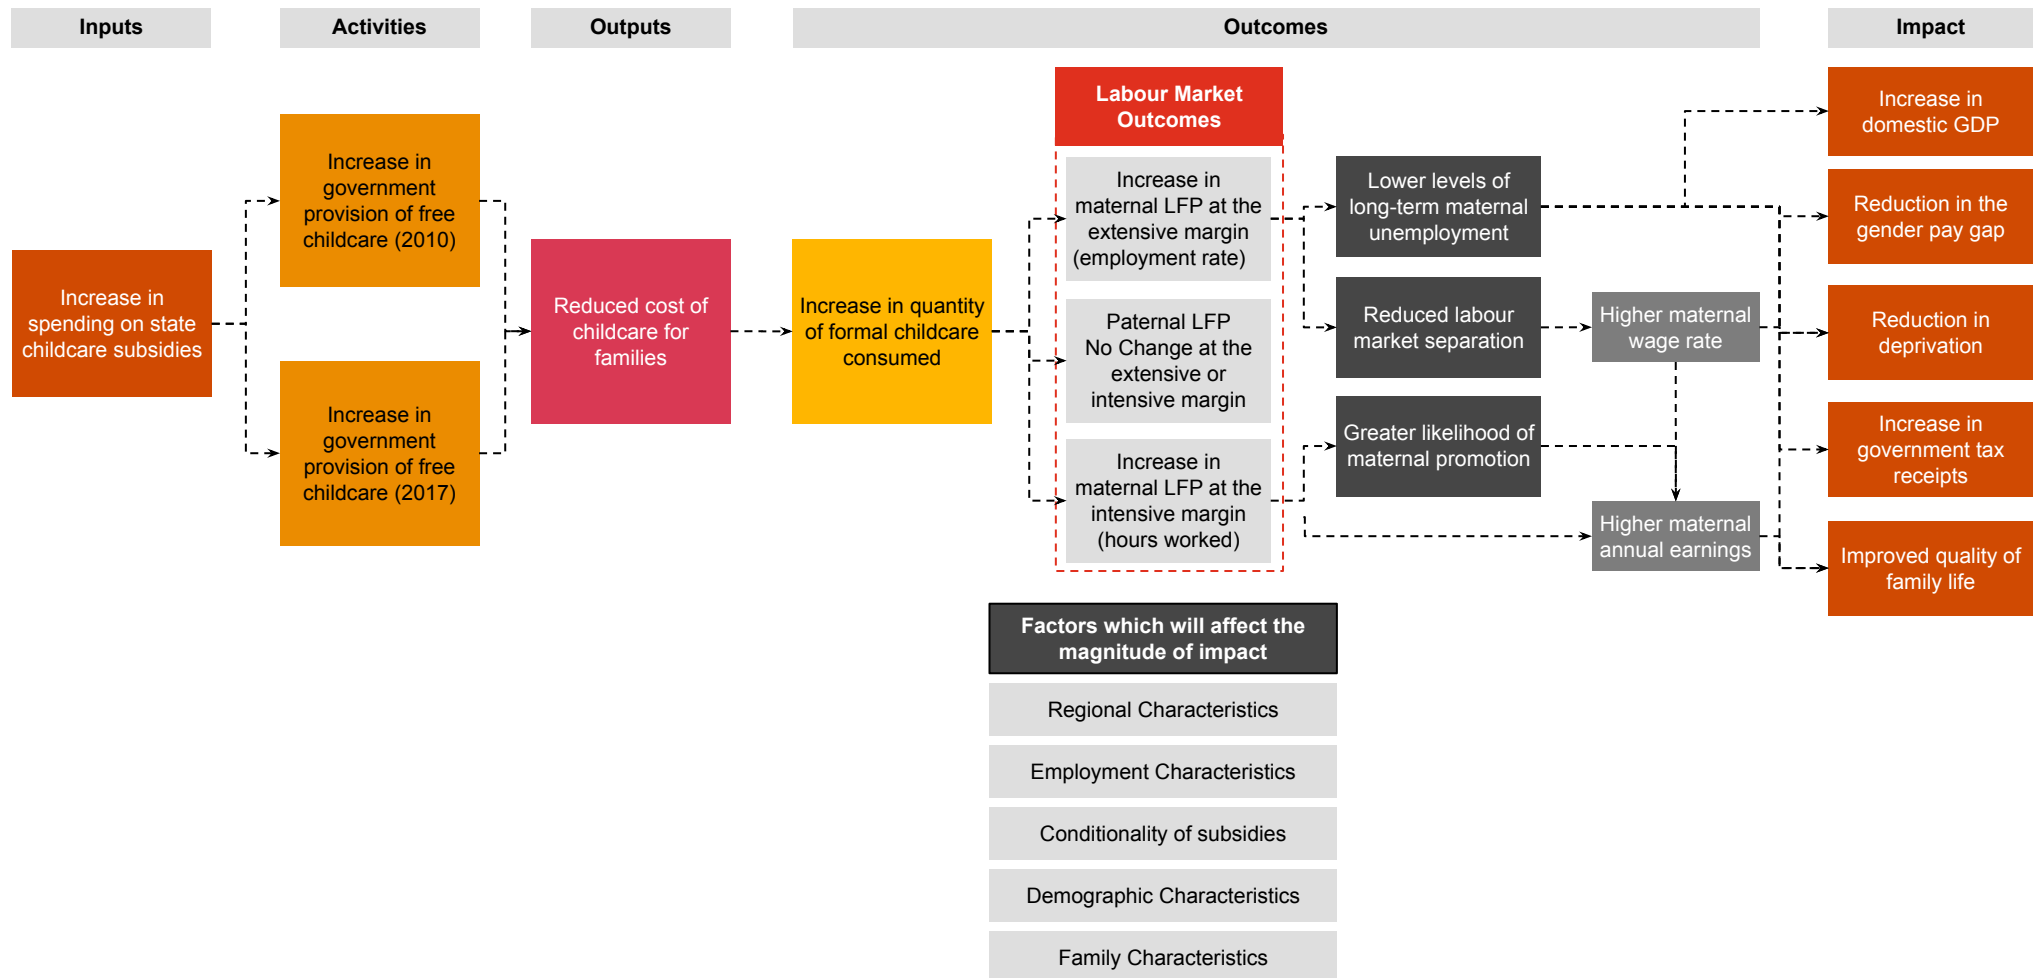 Inputs
Activities
Outputs
Outcomes
Impact
Increase in
spending on state
childcare subsidies
Increase in
government
provision of free
childcare (2010)
Increase in
government
provision of free
childcare (2017)
Reduced cost of
childcare for
families
Increase in quantity
of formal childcare
consumed
Labour Market
Outcomes
Increase in
maternal LFP at the
extensive margin
(employment rate)
Paternal LFP
No Change at the
extensive or
intensive margin
Increase in
maternal LFP at the
intensive margin
(hours worked)
Lower levels of
long-term maternal
unemployment
Reduced labour
market separation
Greater likelihood of
maternal promotion
Higher maternal
wage rate
Higher maternal
annual earnings
Increase in
domestic GDP
Reduction in the
gender pay gap
Reduction in
deprivation
Increase in
government tax
receipts
Improved quality of
family life
Factors which will affect the
magnitude of impact
Regional Characteristics
Employment Characteristics
Conditionality of subsidies
Demographic Characteristics
Family Characteristics